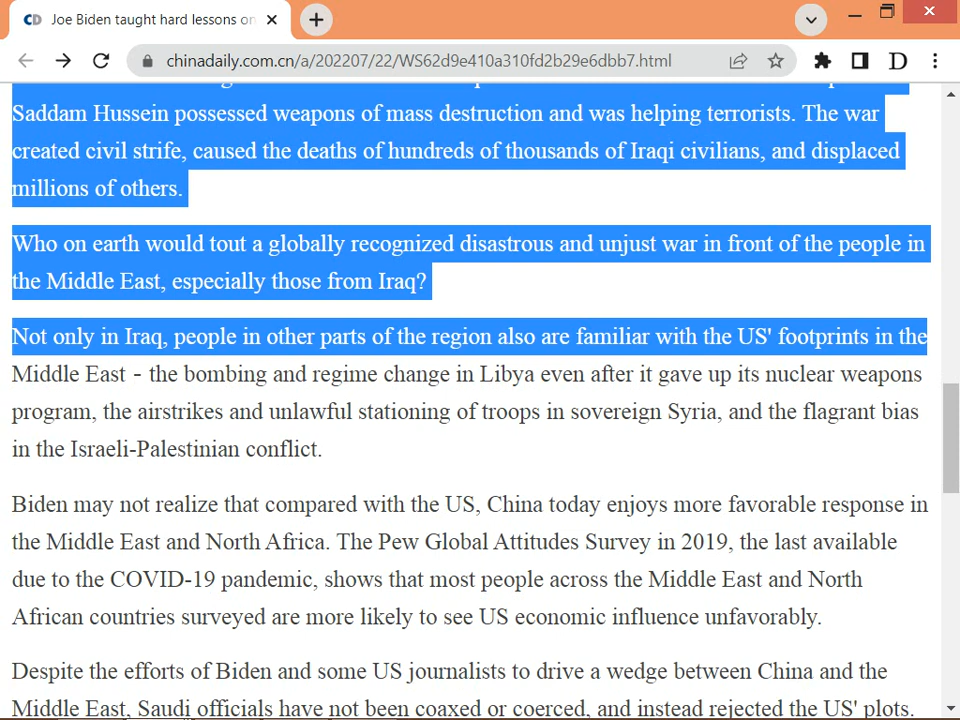 Joe Biden taught hard lessons on
chinadaily.com.cn/a/202207/22/WS62d9e410a310fd2b29e6dbb7.html
Saddam Hussein possessed weapons of mass destruction and was helping terrorists. The war
created civil strife, caused the deaths of hundreds of thousands of Iraqi civilians, and displaced
millions of others.
Who on earth would tout a globally recognized disastrous and unjust war in front of the people in
the Middle East, especially those from Iraq?
Not only in Iraq, people in other parts of the region also are familiar with the US' footprints in the
Middle East - the bombing and regime change in Libya even after it gave up its nuclear weapons
program, the airstrikes and unlawful stationing of troops in sovereign Syria, and the flagrant bias
in the Israeli-Palestinian conflict.
Biden may not realize that compared with the US, China today enjoys more favorable response in
the Middle East and North Africa. The Pew Global Attitudes Survey in 2019, the last available
due to the COVID-19 pandemic, shows that most people across the Middle East and North
African countries surveyed are more likely to see US economic influence unfavorably.
Despite the efforts of Biden and some US journalists to drive a wedge between China and the
Middle East, Saudi officials have not been coaxed or coerced, and instead rejected the US' plots.